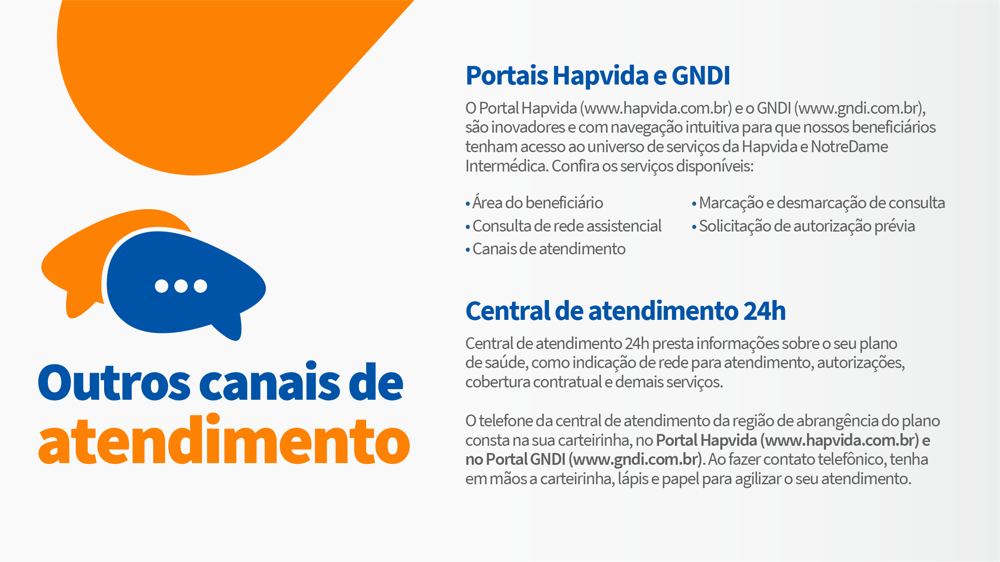 Outros canais de
atendimento
Portais Hapvida e GNDI
O Portal Hapvida (www.hapvida.com.br) e o GNDI (www.gndi.com.br),
são inovadores e com navegação intuitiva para que nossos beneficiários
tenham acesso ao universo de serviços da Hapvida e NotreDame
Intermédica. Confira os serviços disponíveis:
• Área do beneficiário
• Consulta de rede assistencial
• Canais de atendimento
• Marcação e desmarcação de consulta
• Solicitação de autorização prévia
Central de atendimento 24h
Central de atendimento 24h presta informações sobre o seu plano
de saúde, como indicação de rede para atendimento, autorizações,
cobertura contratual e demais serviços.
O telefone da central de atendimento da região de abrangência do plano
consta na sua carteirinha, no Portal Hapvida (www.hapvida.com.br) e
no Portal GNDI (www.gndi.com.br). Ao fazer contato telefônico, tenha
em mãos a carteirinha, lápis e papel para agilizar o seu atendimento.